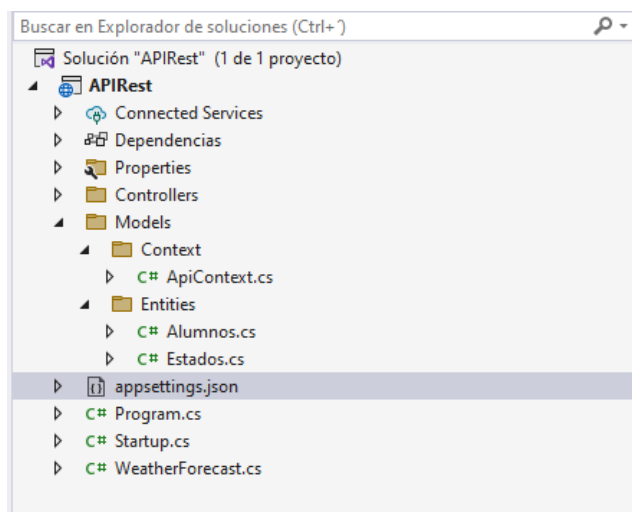 Buscar en Explorador de soluciones (Ctrl+´)
Solución "APIRest" (1 de 1 proyecto)
APIRest
Connected Services
Dependencias
Properties
Controllers
Models
Context
C# ApiContext.cs
Entities
C# Alumnos.cs
C# Estados.cs
appsettings.json
C# Program.cs
C# Startup.cs
C# WeatherForecast.cs